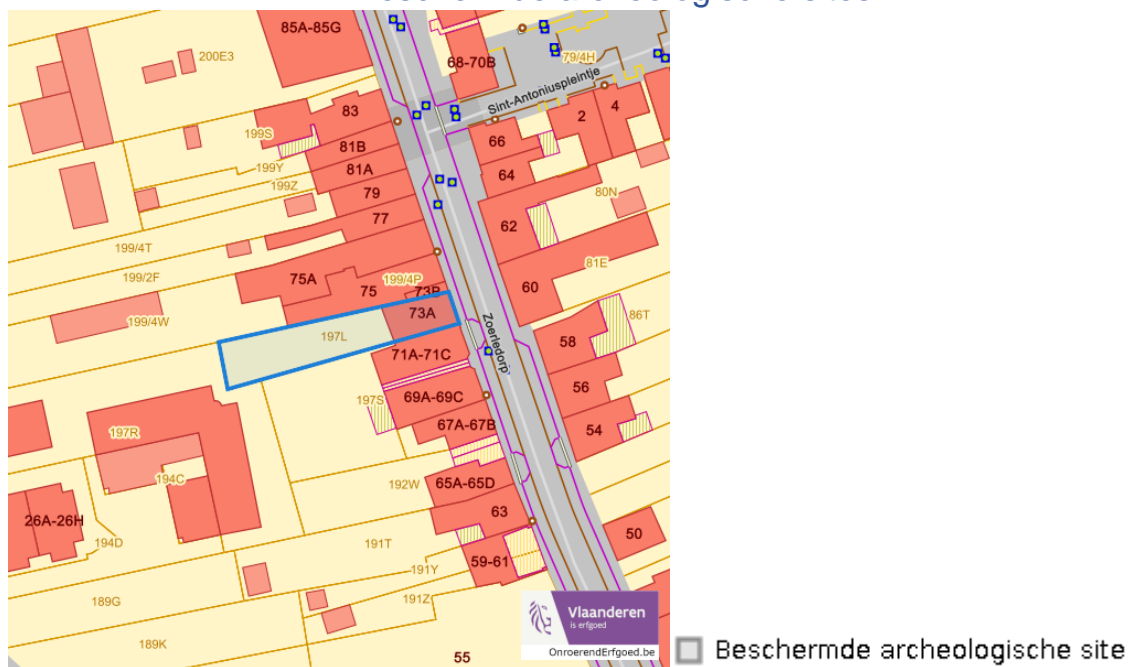 85A-85G
68-70B
79/4H
200E3
Sint-Antoniuspleintje
4
2
83
199S
66
81B
199Y
81A
64
199Z
79
80N
77
62
199/4T
81E
199/2F
75A
199/4P
60
75
73B
73A
86T
199/4W
197L
Zoerledorp
58
71A-71C
56
197S
69A-69C
67A-67B
54
197R
194C
192W
65A-65D
63
26A-26H
50
194D
191T
59-61
191Y
189G
191Z
Vlaanderen
is erfgoed
189K
OnroerendErfgoed.be
55
Beschermde archeologische site